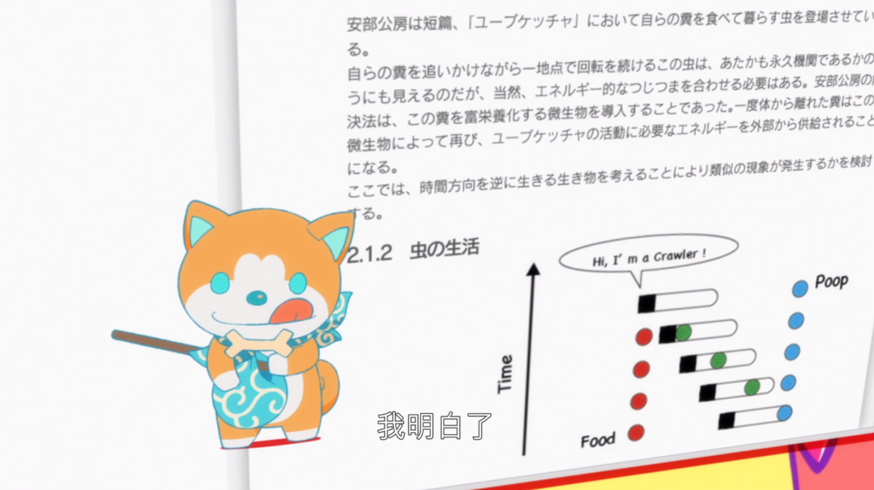 安部公房は短篇、「ユープケッチャ」において自らの糞を食べて暮らす虫を登場させてい
る。
自らの糞を追いかけながら一地点で回転を続けるこの虫は、あたかも永久機関であるかの
うにも見えるのだが、当然、エネルギー的なつじつまを合わせる必要はある。安部公房の
決法は、この糞を富栄養化する微生物を導入することであった。一度体から離れた糞はこの
微生物によって再び、ユープケッチャの活動に必要なエネルギーを外部から供給されること
になる。
ここでは、時間方向を逆に生きる生き物を考えることにより類似の現象が発生するかを検討
する。
2.1.2 虫の生活
Hi, I'm a Crawler !
Poop
Time
Food
我明白了